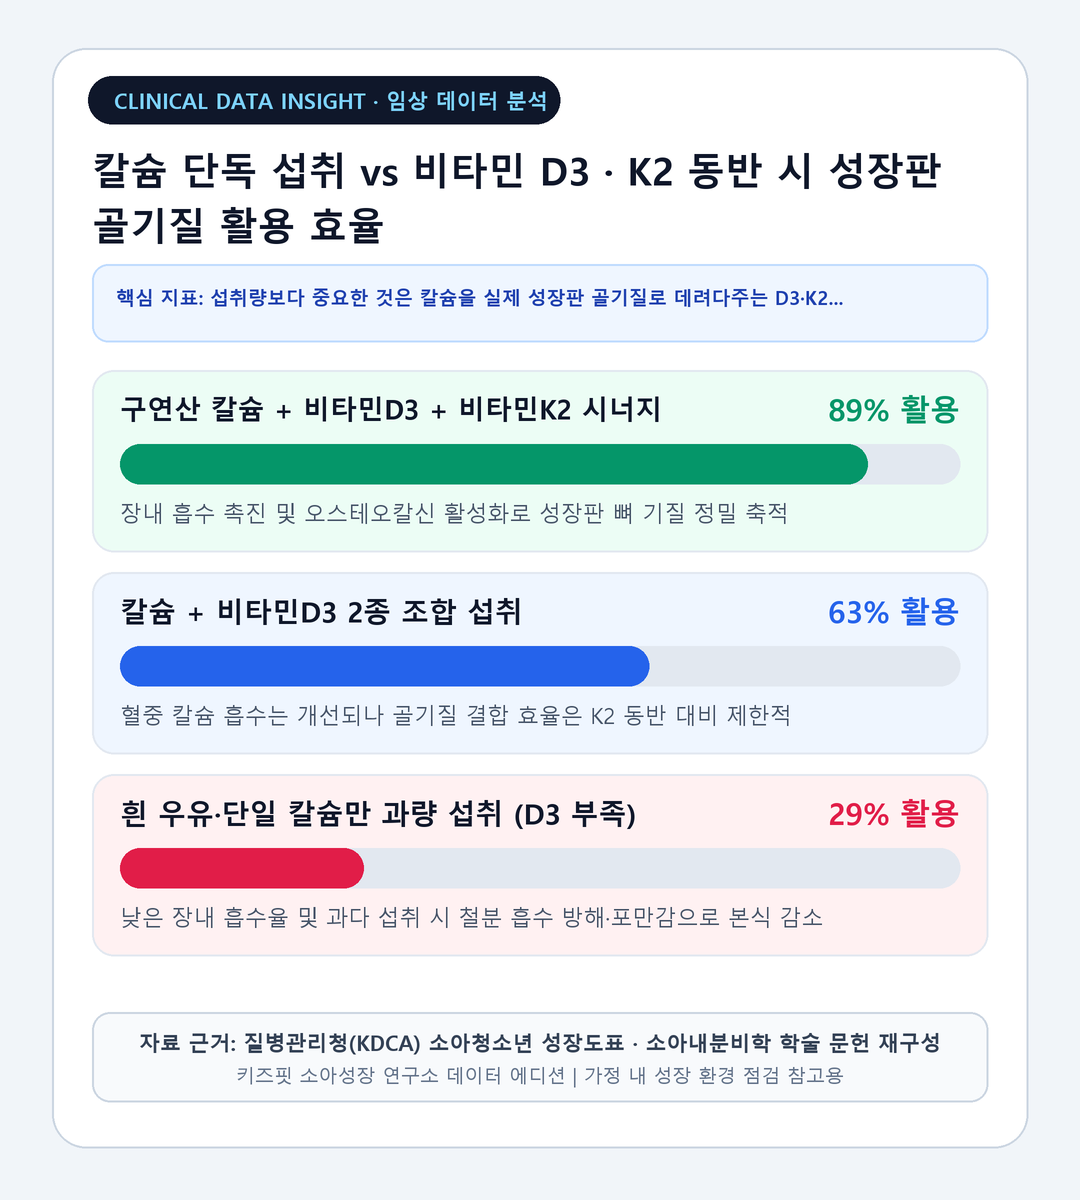 CLINICAL DATA INSIGHT · 임상 데이터 분석
칼슘 단독 섭취 vs 비타민 D3 · K2 동반 시 성장판
골기질 활용 효율
핵심 지표: 섭취량보다 중요한 것은 칼슘을 실제 성장판 골기질로 데려다주는 D3·K2...
구연산 칼슘 + 비타민D3 + 비타민K2 시너지
89% 활용
장내 흡수 촉진 및 오스테오칼신 활성화로 성장판 뼈 기질 정밀 축적
칼슘 + 비타민D3 2종 조합 섭취
63% 활용
혈중 칼슘 흡수는 개선되나 골기질 결합 효율은 K2 동반 대비 제한적
흰 우유·단일 칼슘만 과량 섭취 (D3 부족)
29% 활용
낮은 장내 흡수율 및 과다 섭취 시 철분 흡수 방해·포만감으로 본식 감소
자료 근거: 질병관리청(KDCA) 소아청소년 성장도표 · 소아내분비학 학술 문헌 재구성
키즈핏 소아성장 연구소 데이터 에디션 | 가정 내 성장 환경 점검 참고용